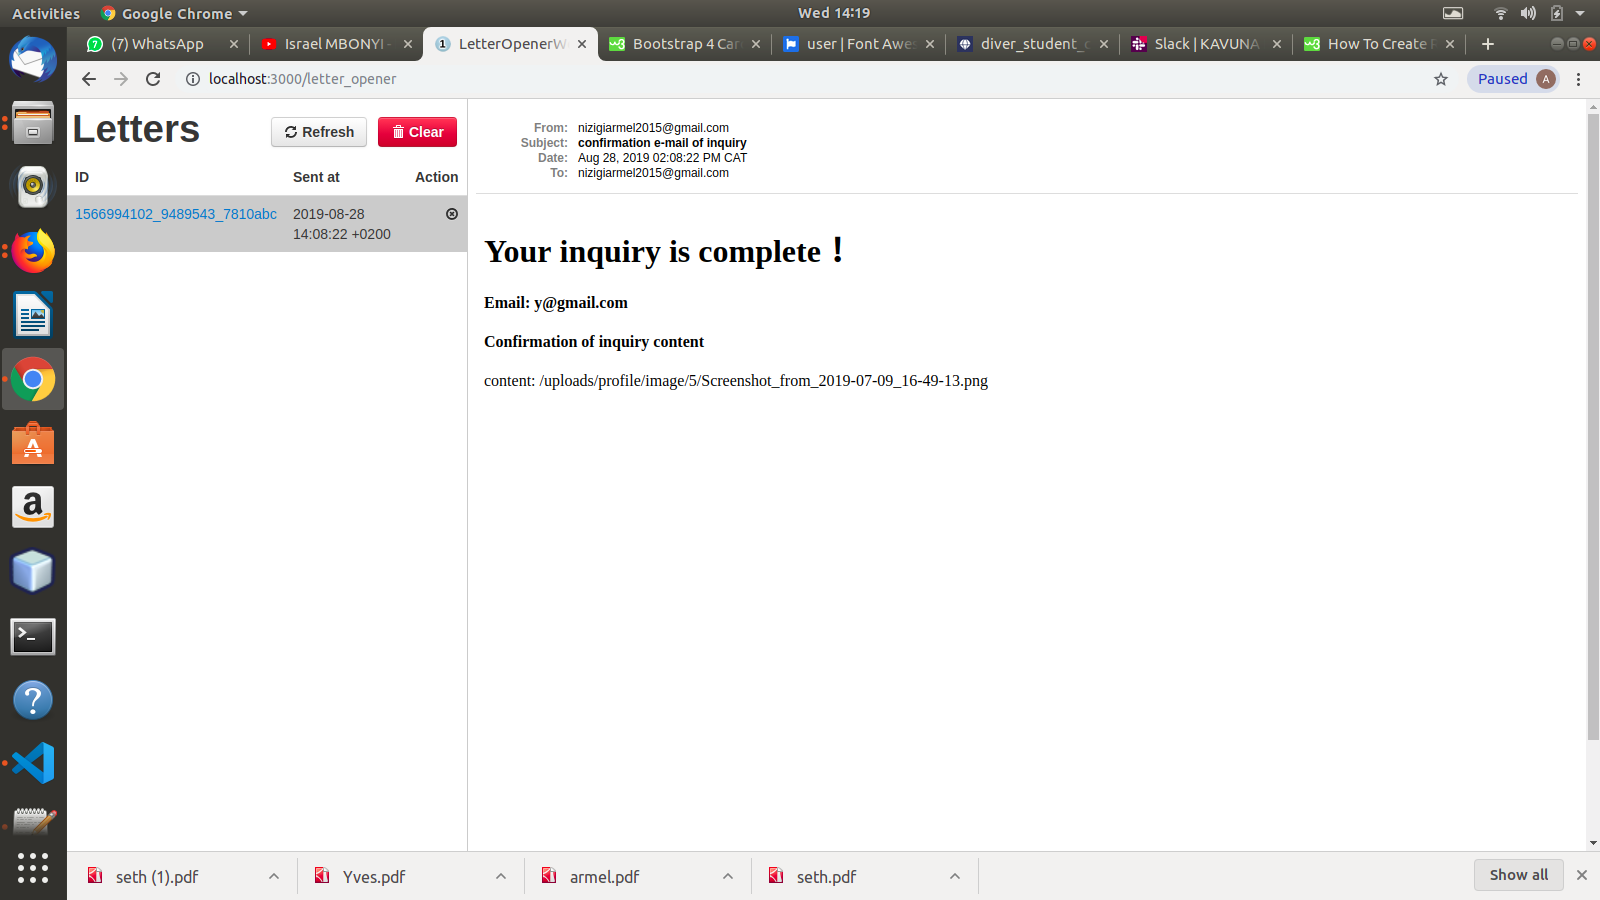 Activities
Google Chrome
Wed 14:19
(7) WhatsApp
Israel MBONYI -
LetterOpenerW
Bootstrap 4 Car
user | Font Awes
diver_student_
Slack | KAVUNA
How To Create
localhost:3000/letter_opener
Paused
A
Letters
Refresh
Clear
ID
Sent at
Action
1566994102_9489543_7810abc
2019-08-28
14:08:22 +0200
From: nizigiarmel2015@gmail.com
Subject: confirmation e-mail of inquiry
Date: Aug 28, 2019 02:08:22 PM CAT
To: nizigiarmel2015@gmail.com
Your inquiry is complete！
Email: y@gmail.com
Confirmation of inquiry content
content: /uploads/profile/image/5/Screenshot_from_2019-07-09_16-49-13.png
seth (1).pdf
Yves.pdf
armel.pdf
seth.pdf
Show all